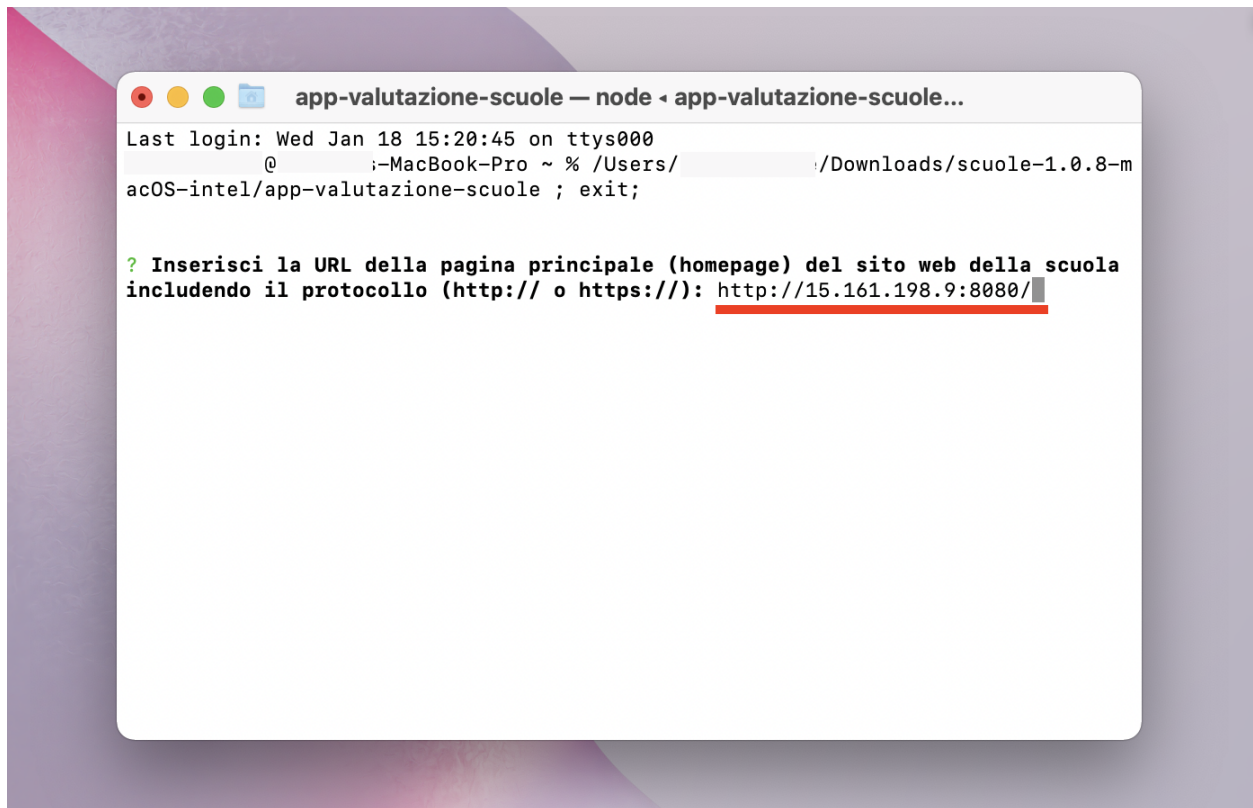 app-valutazione-scuole — node ◂ app-valutazione-scuole...
Last login: Wed Jan 18 15:20:45 on ttys000
@ s-MacBook-Pro ~ % /Users/ /Downloads/scuole-1.0.8-m
acOS-intel/app-valutazione-scuole ; exit;
? Inserisci la URL della pagina principale (homepage) del sito web della scuola
includendo il protocollo (http:// o https://): http://15.161.198.9:8080/